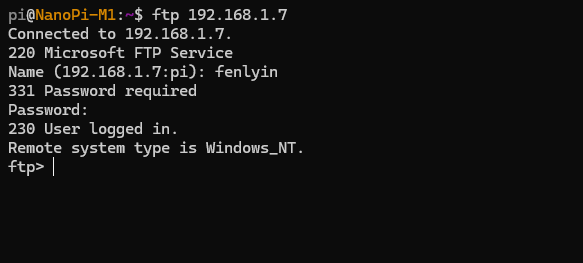 pi@NanoPi-M1:~$ ftp 192.168.1.7
Connected to 192.168.1.7.
220 Microsoft FTP Service
Name (192.168.1.7:pi): fenlyin
331 Password required
Password:
230 User logged in.
Remote system type is Windows_NT.
ftp>